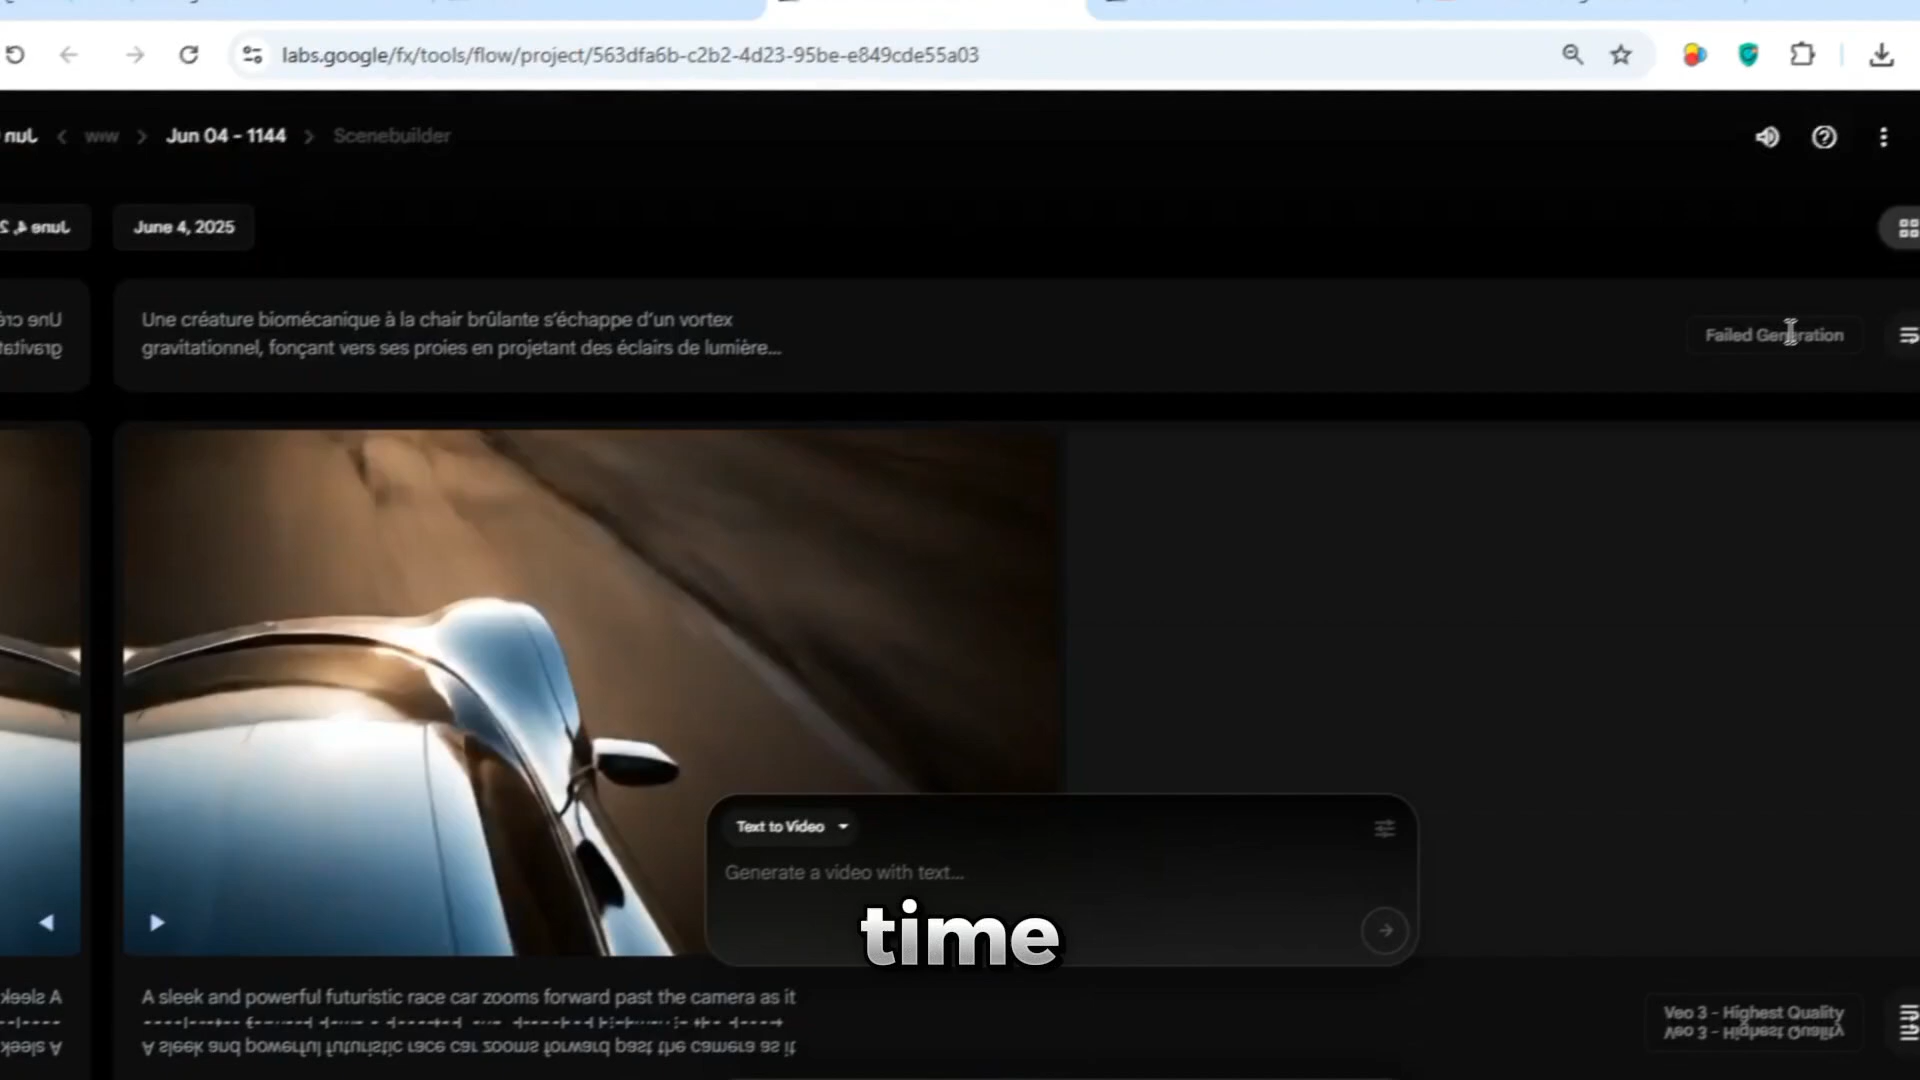 labs.google/fx/tools/flow/project/563dfa6b-c2b2-4d23-95be-e849cde55a03
Jun 04 - 1144
Scenebuilder
June 4, 2025
Une créature biomécanique à la chair brûlante s'échappe d'un vortex
gravitationnel, fonçant vers ses proies en projetant des éclairs de lumière...
Failed Generation
Text to Video
Generate a video with text...
time
A sleek and powerful futuristic race car zooms forward past the camera as it
Veo 3 - Highest Quality